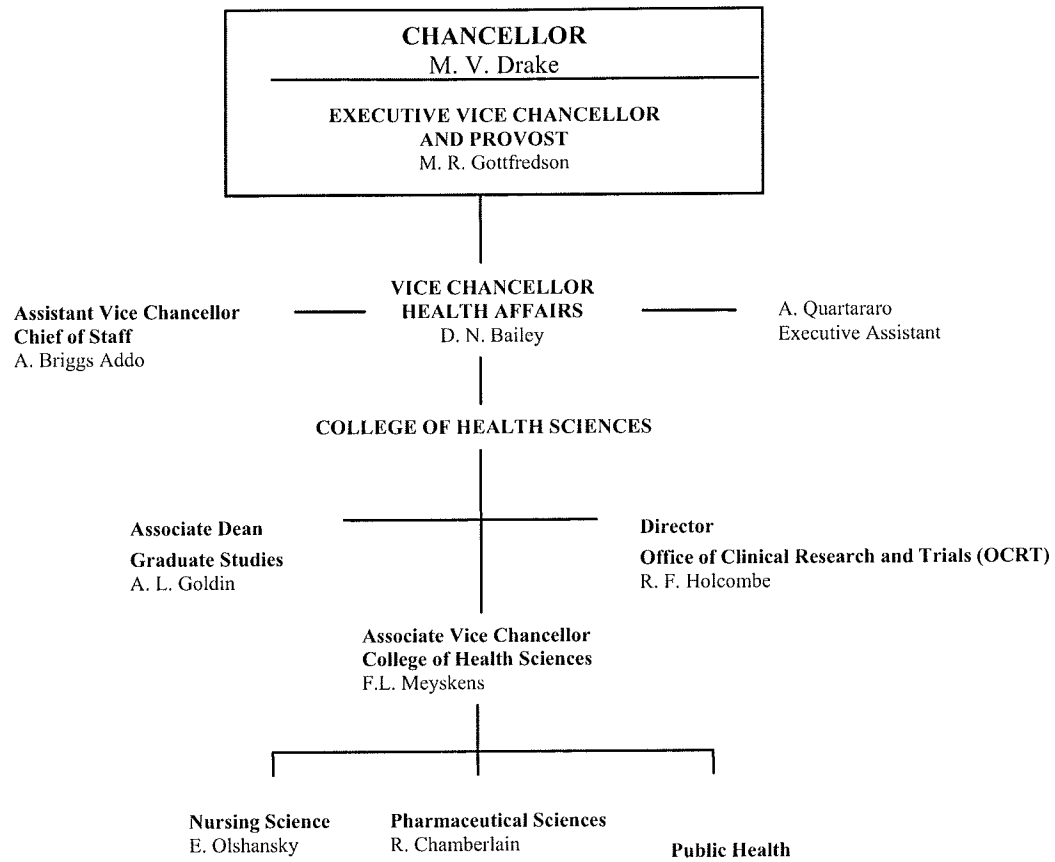 CHANCELLOR
M. V. Drake
EXECUTIVE VICE CHANCELLOR
AND PROVOST
M. R. Gottfredson
VICE CHANCELLOR
HEALTH AFFAIRS
D. N. Bailey
Assistant Vice Chancellor
Chief of Staff
A. Briggs Addo
A. Quartararo
Executive Assistant
COLLEGE OF HEALTH SCIENCES
Associate Dean
Graduate Studies
A. L. Goldin
Director
Office of Clinical Research and Trials (OCRT)
R. F. Holcombe
Associate Vice Chancellor
College of Health Sciences
F.L. Meyskens
Nursing Science
E. Olshansky
Pharmaceutical Sciences
R. Chamberlain
Public Health